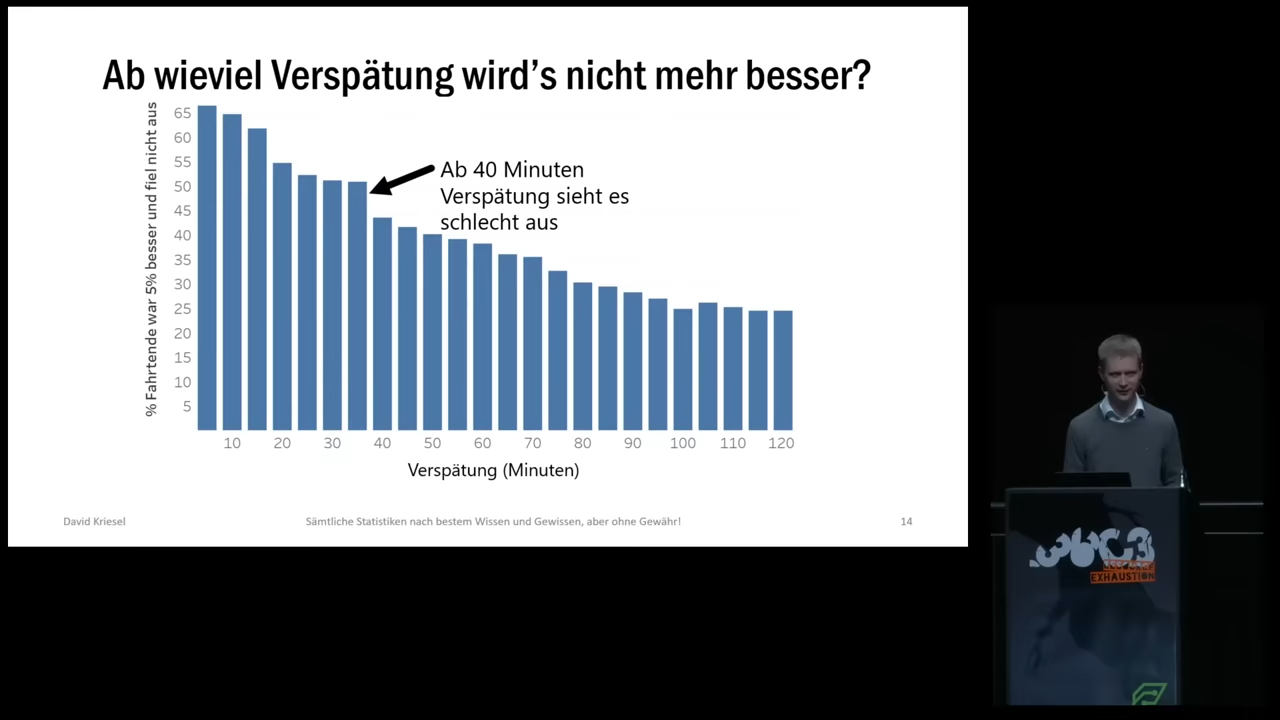 Ab wieviel Verspätung wird's nicht mehr besser?
% Fahrtende war 5% besser und fiel nicht aus
65
60
55
50
45
40
35
30
25
20
15
10
5
Ab 40 Minuten
Verspätung sieht es
schlecht aus
10 20 30 40 50 60 70 80 90 100 110 120
Verspätung (Minuten)
David Kriesel Sämtliche Statistiken nach bestem Wissen und Gewissen, aber ohne Gewähr! 14
36C3
RESOURCE
EXHAUSTION